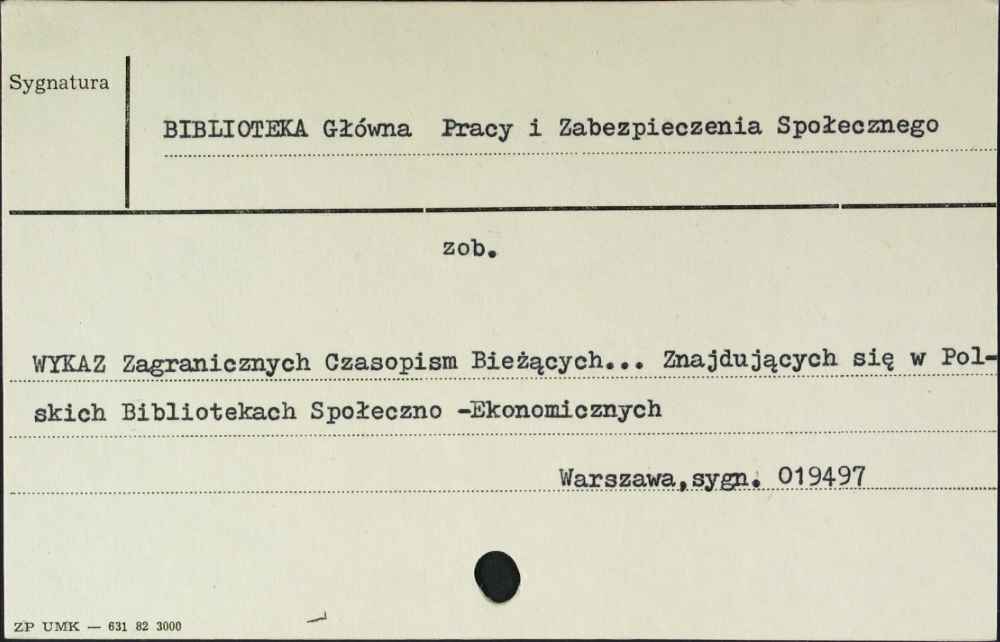 Sygnatura
BIBLIOTEKA Główna Pracy i Zabezpieczenia Społecznego
zob.
WYKAZ Zagranicznych Czasopism Bieżących... Znajdujących się w Pol-
skich Bibliotekach Społeczno -Ekonomicznych
Warszawa,sygn. 019497
ZP UMK — 631 82 3000